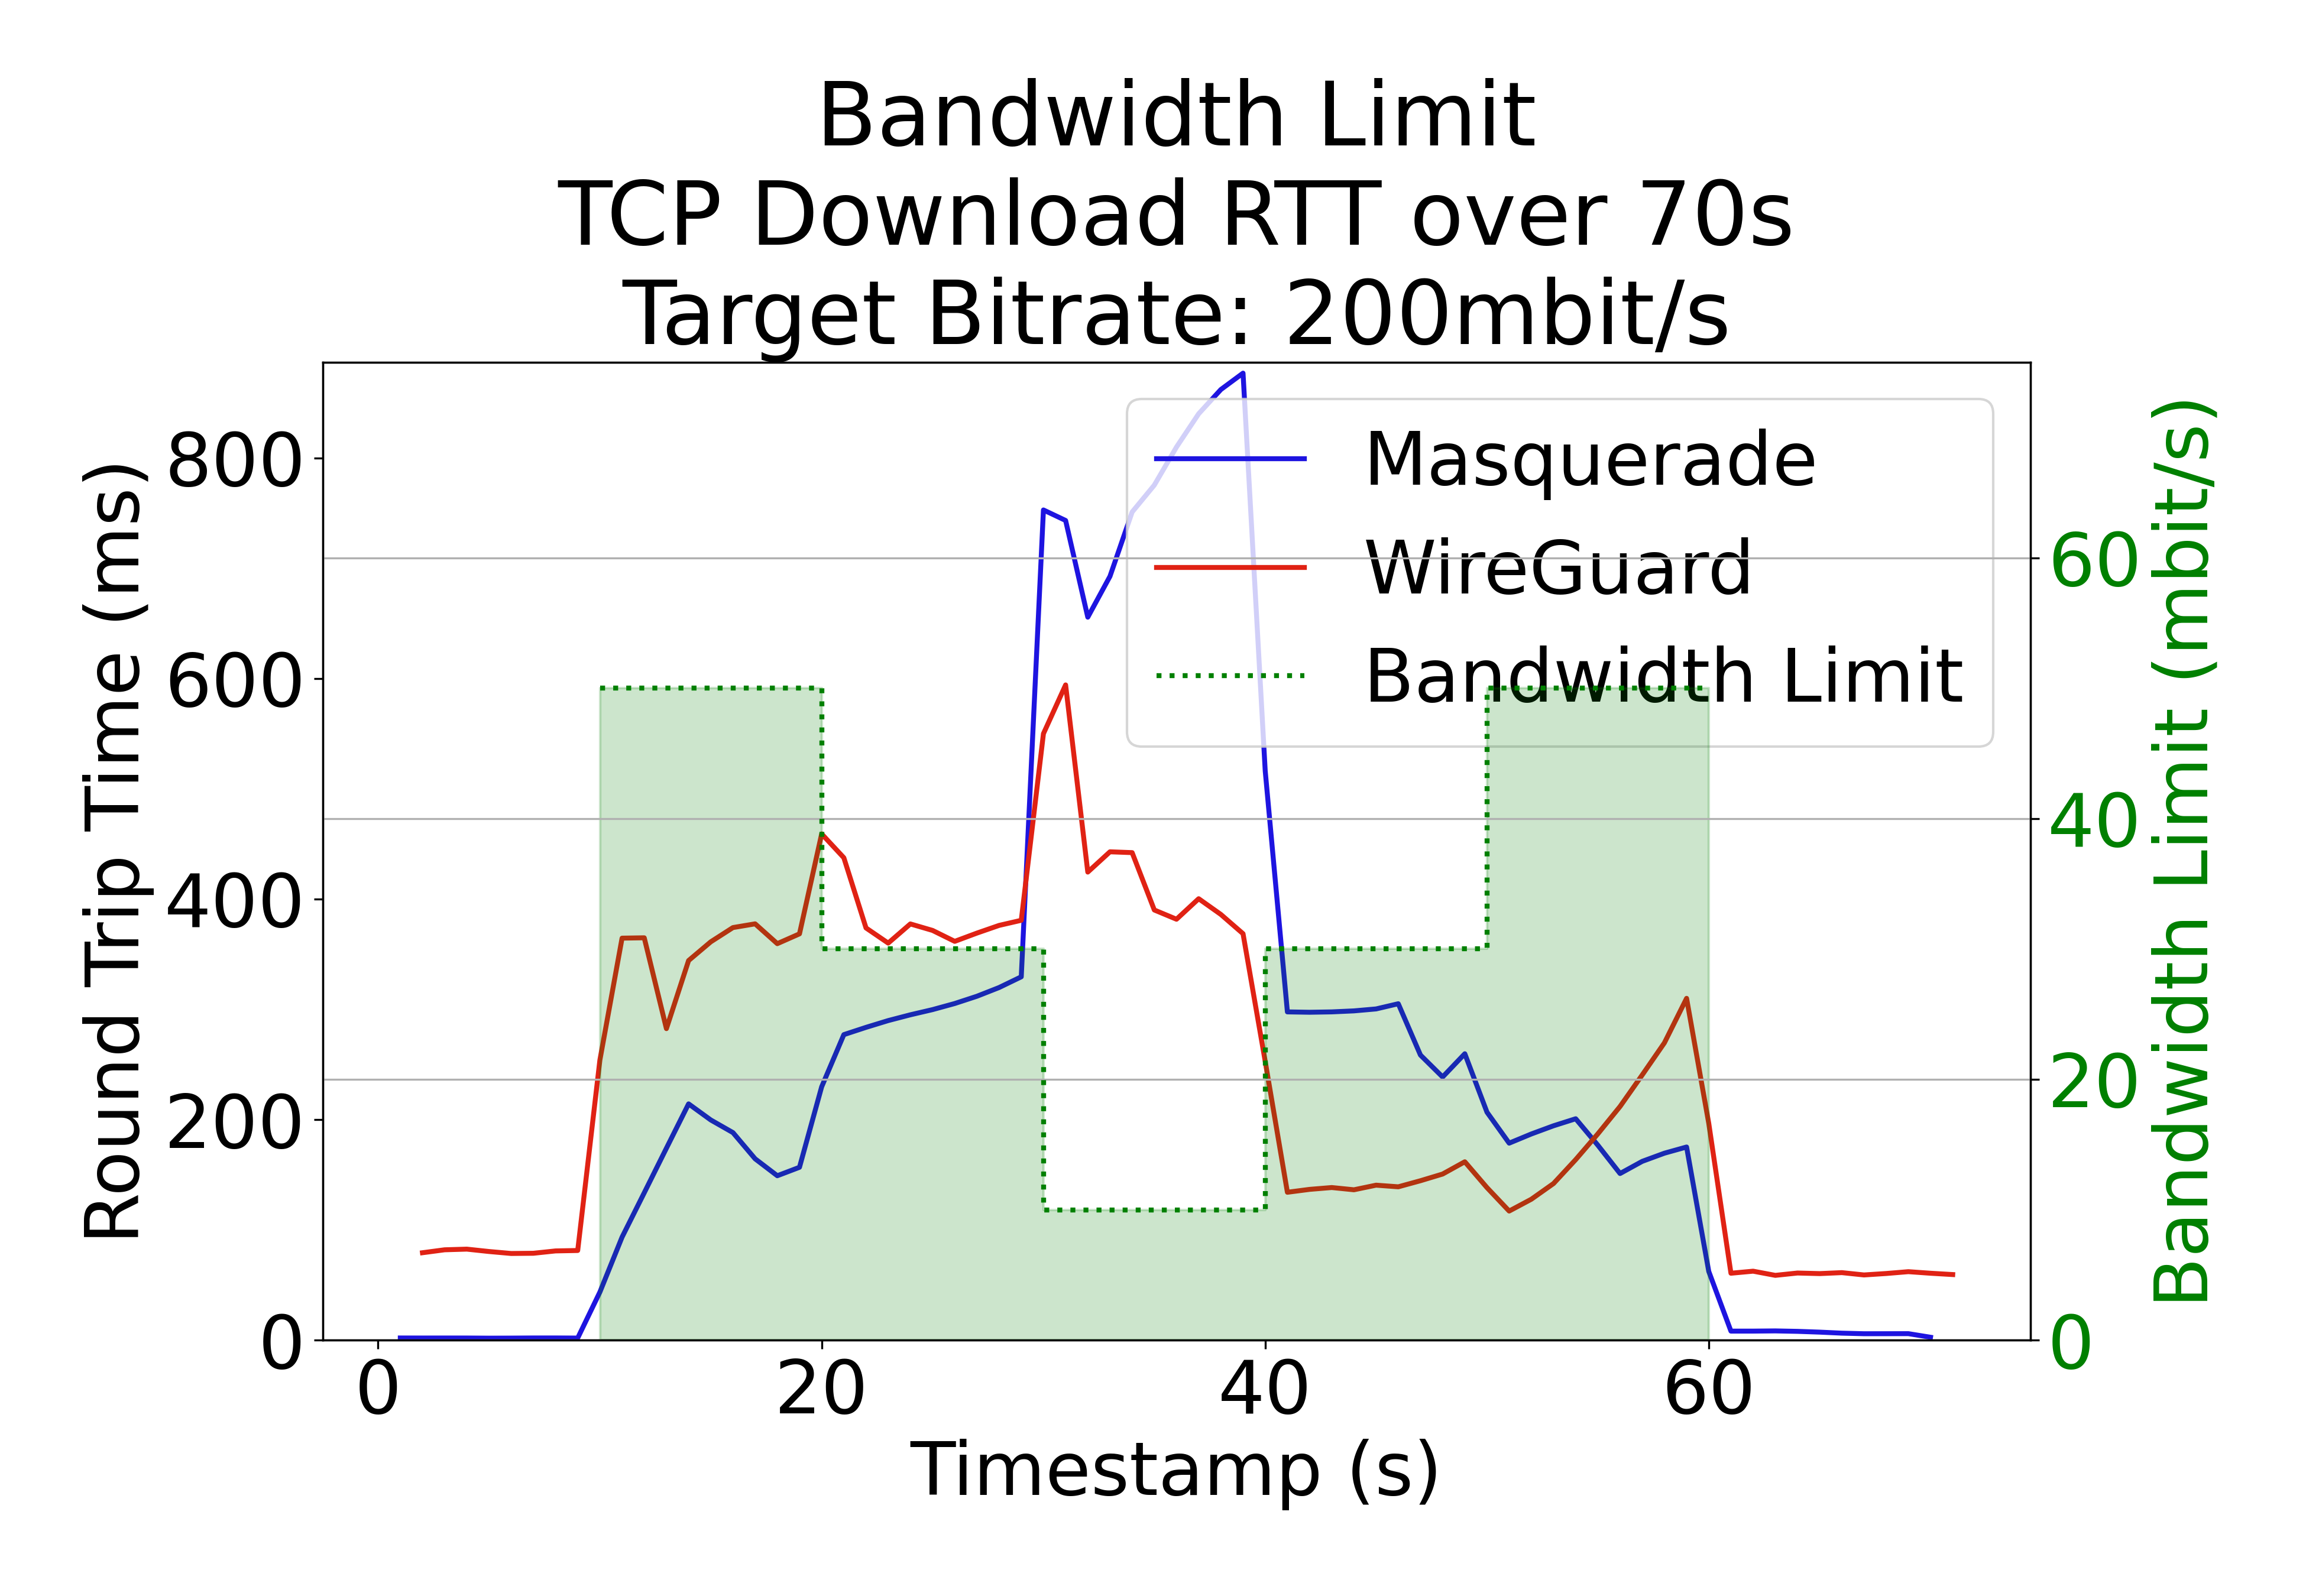 Bandwidth Limit
TCP Download RTT over 70s
Target Bitrate: 200mbit/s
Round Trip Time (ms)
800
600
400
200
0
Masquerade
WireGuard
Bandwidth Limit
60
40
20
0
Bandwidth Limit (mbit/s)
0 20 40 60
Timestamp (s)